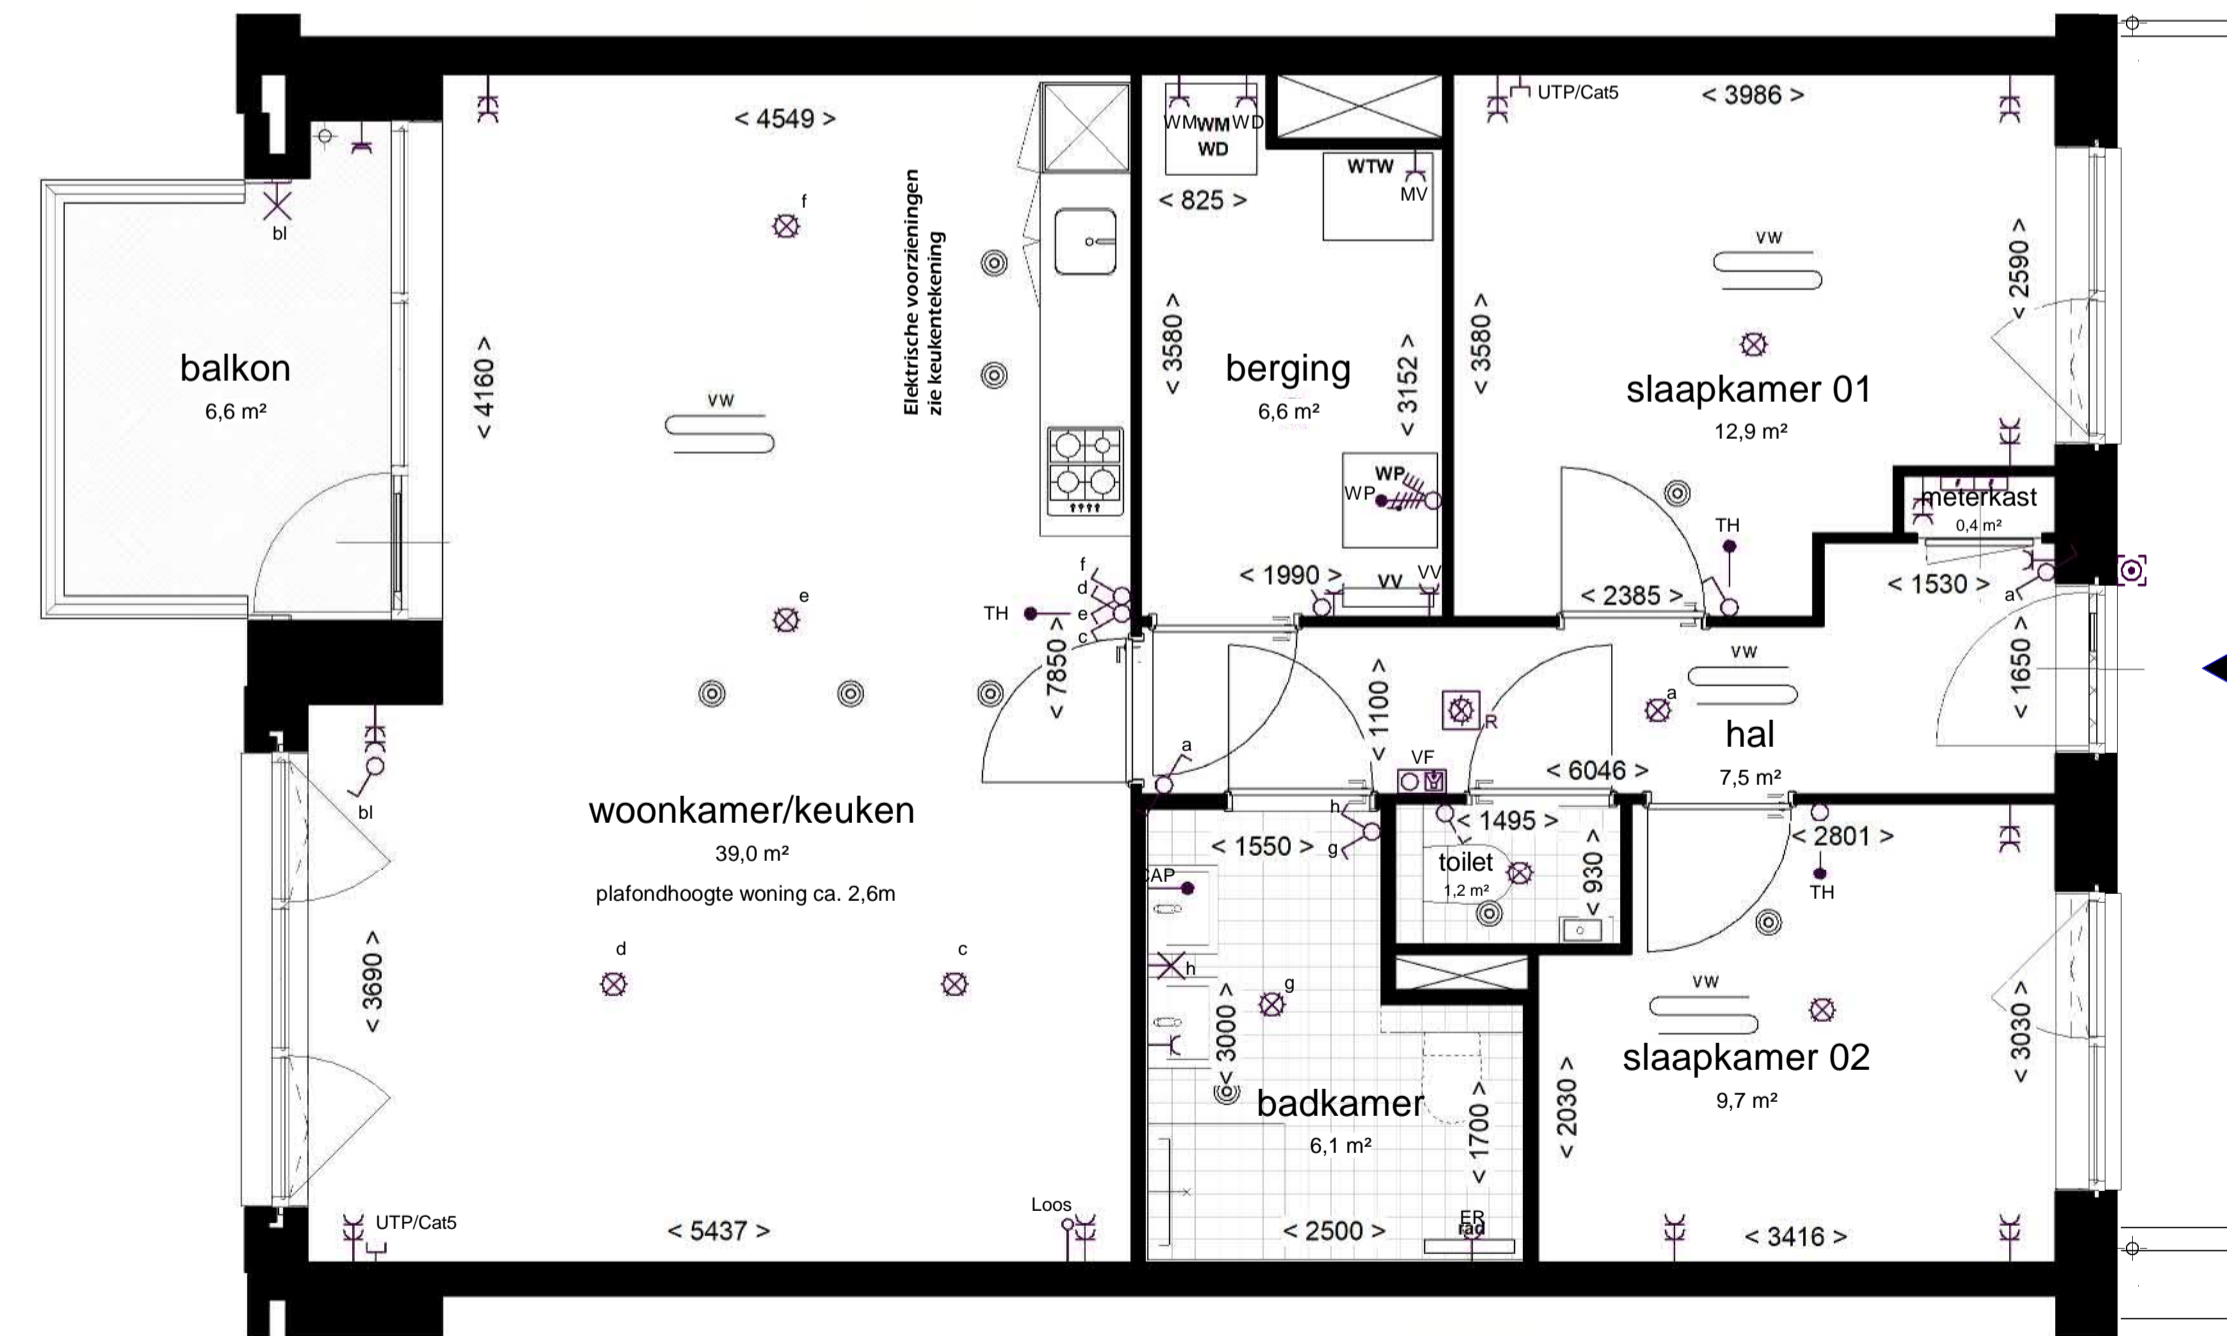 UTP/Cat5
< 4549 >
< 3986 >
WM
WM
WD
WD
WTW
MV
< 825 >
f
bl
Elektrische voorzieningen
zie keukentekening
vw
< 2590 >
balkon
6,6 m²
< 4160 >
vw
< 3580 >
berging
6,6 m²
< 3152 >
< 3580 >
slaapkamer 01
12,9 m²
WP
WP
meterkast
0,4 m²
TH
f
d
e
c
TH
e
< 1990 >
VV
VV
< 2385 >
< 1530 >
a
< 7850 >
< 1100 >
R
a
vw
< 1650 >
hal
7,5 m²
a
VF
< 6046 >
bl
woonkamer/keuken
39,0 m²
plafondhoogte woning ca. 2,6m
< 1550 >
h
g
< 1495 >
toilet
1,2 m²
< 930 >
< 2801 >
TH
CAP
d
c
< 3690 >
h
g
< 3000 >
vw
slaapkamer 02
9,7 m²
< 3030 >
badkamer
6,1 m²
< 1700 >
< 2030 >
UTP/Cat5
< 5437 >
Loos
< 2500 >
ER
rad
< 3416 >